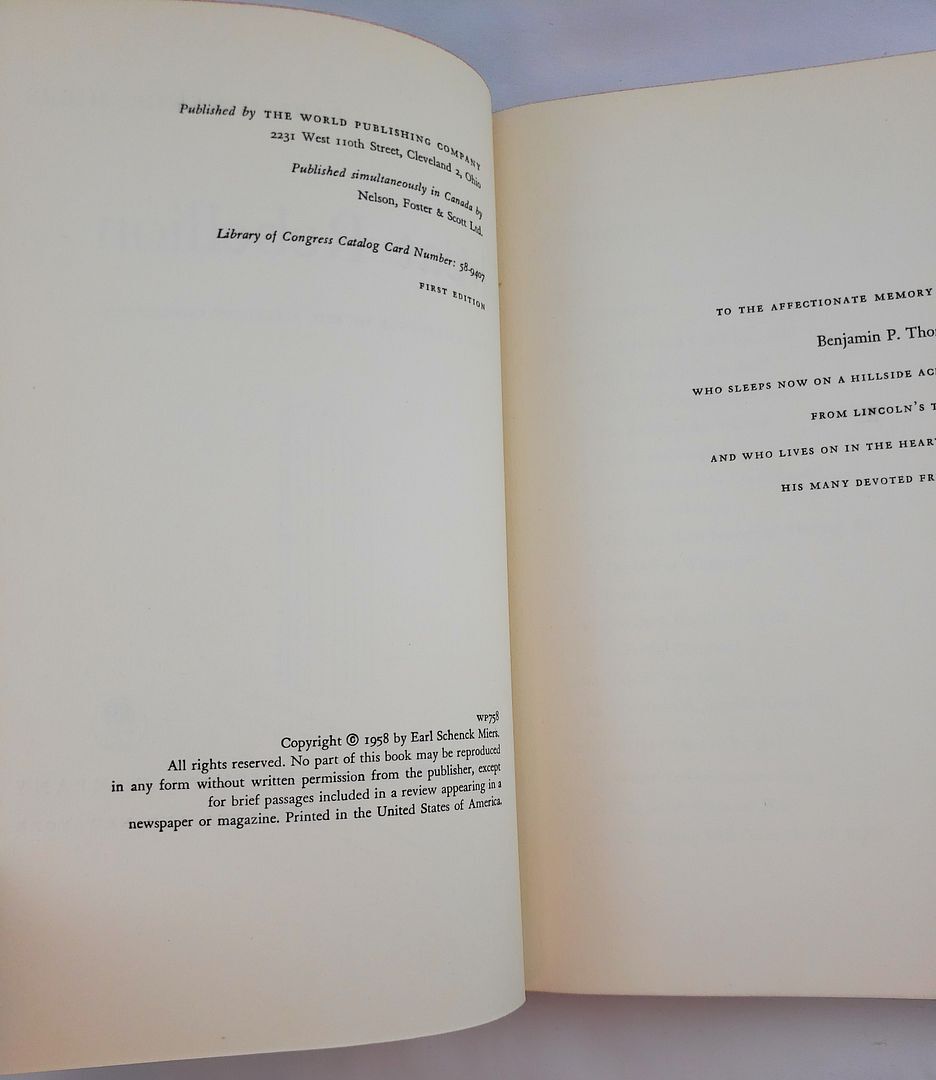 Published by THE WORLD PUBLISHING COMPANY
2231 West 110th Street, Cleveland 2, Ohio
Published simultaneously in Canada by
Nelson, Foster & Scott Ltd.
Library of Congress Catalog Card Number: 58-9407
FIRST EDITION
WP758
Copyright © 1958 by Earl Schenck Miers.
All rights reserved. No part of this book may be reproduced
in any form without written permission from the publisher, except
for brief passages included in a review appearing in a
newspaper or magazine. Printed in the United States of America.
TO THE AFFECTIONATE MEMORY
Benjamin P. Tho
WHO SLEEPS NOW ON A HILLSIDE AC
FROM LINCOLN'S T
AND WHO LIVES ON IN THE HEAR
HIS MANY DEVOTED FR